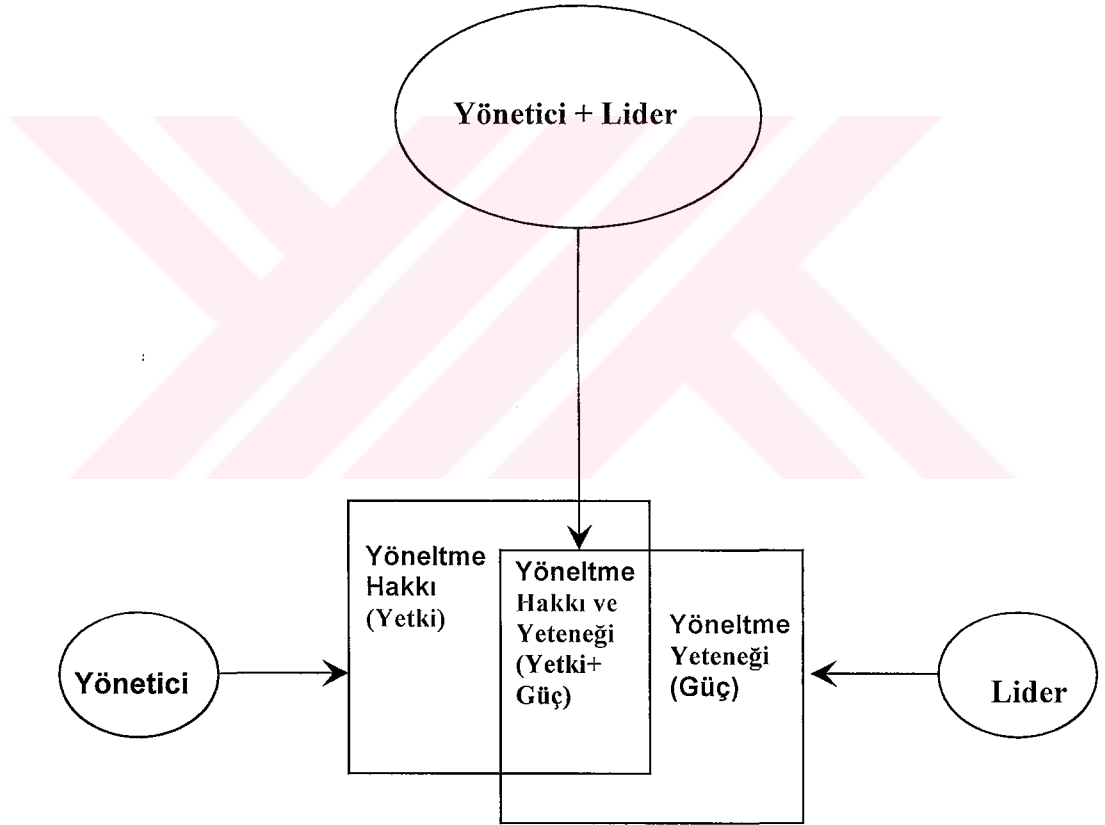 Yönetici + Lider
Yöneltme
Hakkı
(Yetki)
Yöneltme
Hakkı ve
Yeteneği
(Yetki+
Güç)
Yöneltme
Yeteneği
(Güç)
Yönetici
Lider